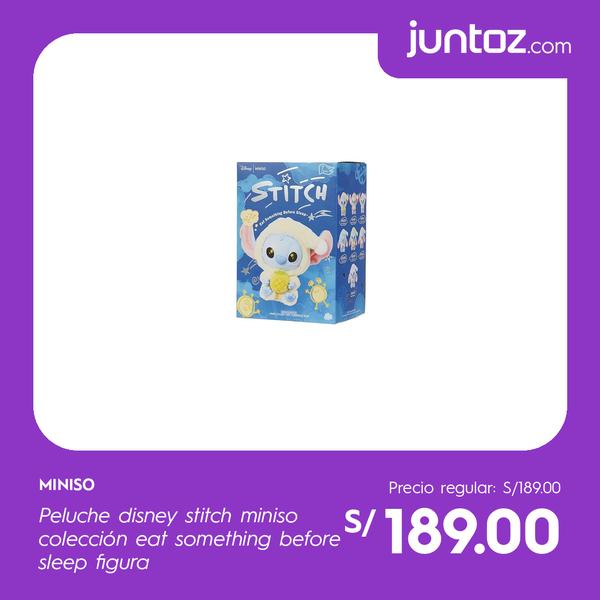 juntoz.com
Disney | MINISO
STITCH
Eat Something Before Sleep
MINISO
Peluche disney stitch miniso
colección eat something before
sleep figura
Precio regular: S/189.00
S/ 189.00